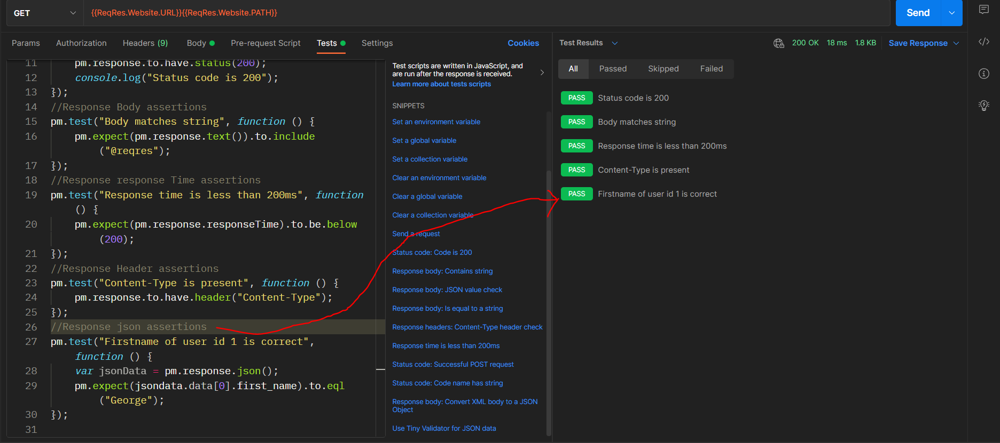 GET
{{ReqRes.Website.URL}}{{ReqRes.Website.PATH}}
Send
Params Authorization Headers (9) Body Pre-request Script Tests Settings Cookies
11 pm.response.to.have.status(200);
12 console.log("Status code is 200");
13 });
14 //Response Body assertions
15 pm.test("Body matches string", function () {
16 pm.expect(pm.response.text()).to.include
("@reqres");
17 });
18 //Response response Time assertions
19 pm.test("Response time is less than 200ms", function
() {
20 pm.expect(pm.response.responseTime).to.be.below
(200);
21 });
22 //Response Header assertions
23 pm.test("Content-Type is present", function () {
24 pm.response.to.have.header("Content-Type");
25 });
26 //Response json assertions
27 pm.test("Firstname of user id 1 is correct",
function () {
28 var jsonData = pm.response.json();
29 pm.expect(jsondata.data[0].first_name).to.eql
("George");
30 });
31
Test scripts are written in JavaScript, and
are run after the response is received.
Learn more about tests scripts
SNIPPETS
Set an environment variable
Set a global variable
Set a collection variable
Clear an environment variable
Clear a global variable
Clear a collection variable
Send a request
Status code: Code is 200
Response body: Contains string
Response body: JSON value check
Response body: Is equal to a string
Response headers: Content-Type header check
Response time is less than 200ms
Status code: Successful POST request
Status code: Code name has string
Response body: Convert XML body to a JSON
Object
Use Tiny Validator for JSON data
Test Results 200 OK 18 ms 1.8 KB Save Response
All Passed Skipped Failed
PASS Status code is 200
PASS Body matches string
PASS Response time is less than 200ms
PASS Content-Type is present
PASS Firstname of user id 1 is correct